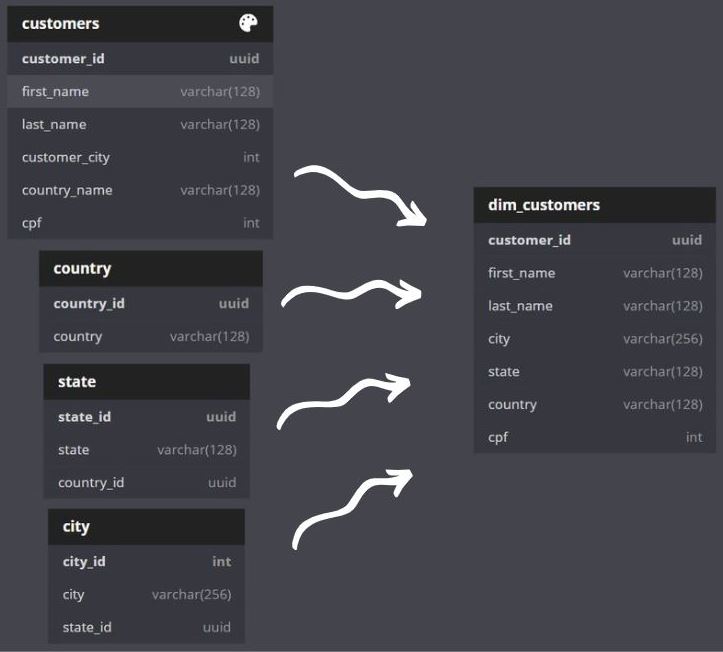 customers
customer_id uuid
first_name varchar(128)
last_name varchar(128)
customer_city int
country_name varchar(128)
cpf int
country
country_id uuid
country varchar(128)
state
state_id uuid
state varchar(128)
country_id uuid
city
city_id int
city varchar(256)
state_id uuid
dim_customers
customer_id uuid
first_name varchar(128)
last_name varchar(128)
city varchar(256)
state varchar(128)
country varchar(128)
cpf int